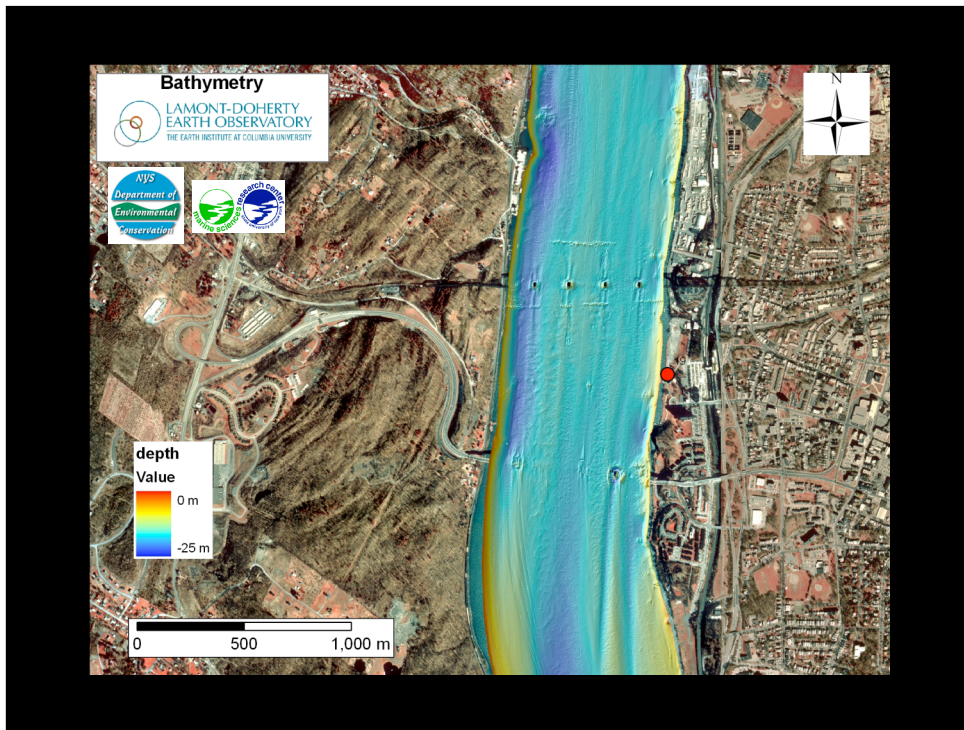 Bathymetry
LAMONT-DOHERTY
EARTH OBSERVATORY
THE EARTH INSTITUTE AT COLUMBIA UNIVERSITY
N
NYS
Department of
Environmental
Conservation
marine sciences research center
depth
Value
0 m
-25 m
0 500 1,000 m